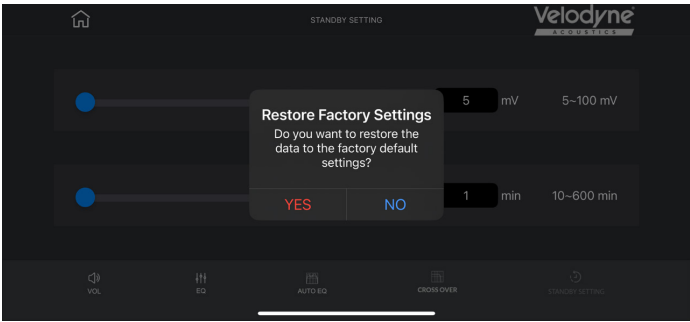 STANDBY SETTING
Velodyne
ACOUSTICS
5 mV 5~100 mV
Restore Factory Settings
Do you want to restore the
data to the factory default
settings?
YES NO
1 min 10~600 min
VOL EQ AUTO EQ CROSS OVER STANDBY SETTING